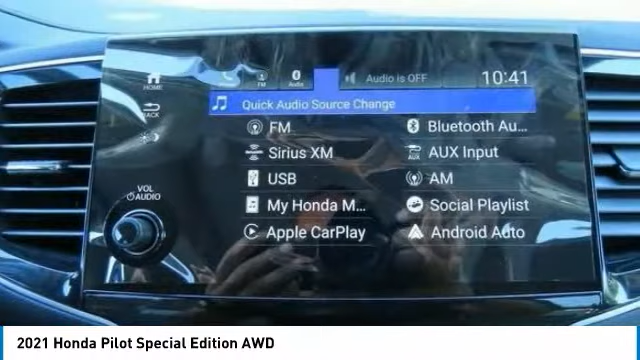 HOME
FM
Audio
Audio is OFF
10:41
BACK
Quick Audio Source Change
FM
Bluetooth Au...
Sirius XM
AUX Input
USB
AM
My Honda M...
Social Playlist
Apple CarPlay
Android Auto
VOL
AUDIO
2021 Honda Pilot Special Edition AWD